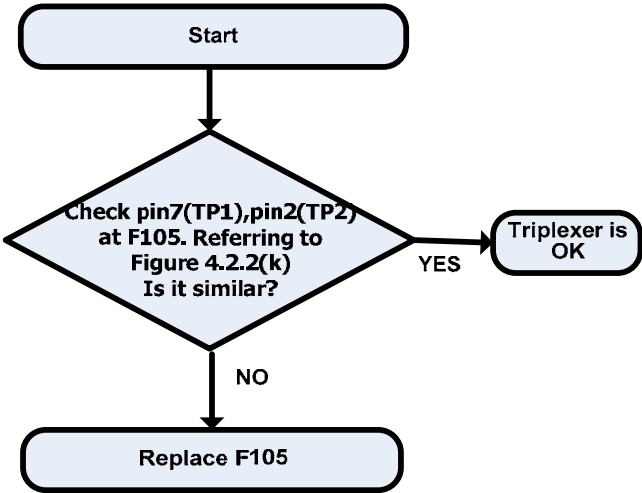 Start
Check pin7(TP1),pin2(TP2)
at F105. Referring to
Figure 4.2.2(k)
Is it similar?
YES
Triplexer is
OK
NO
Replace F105